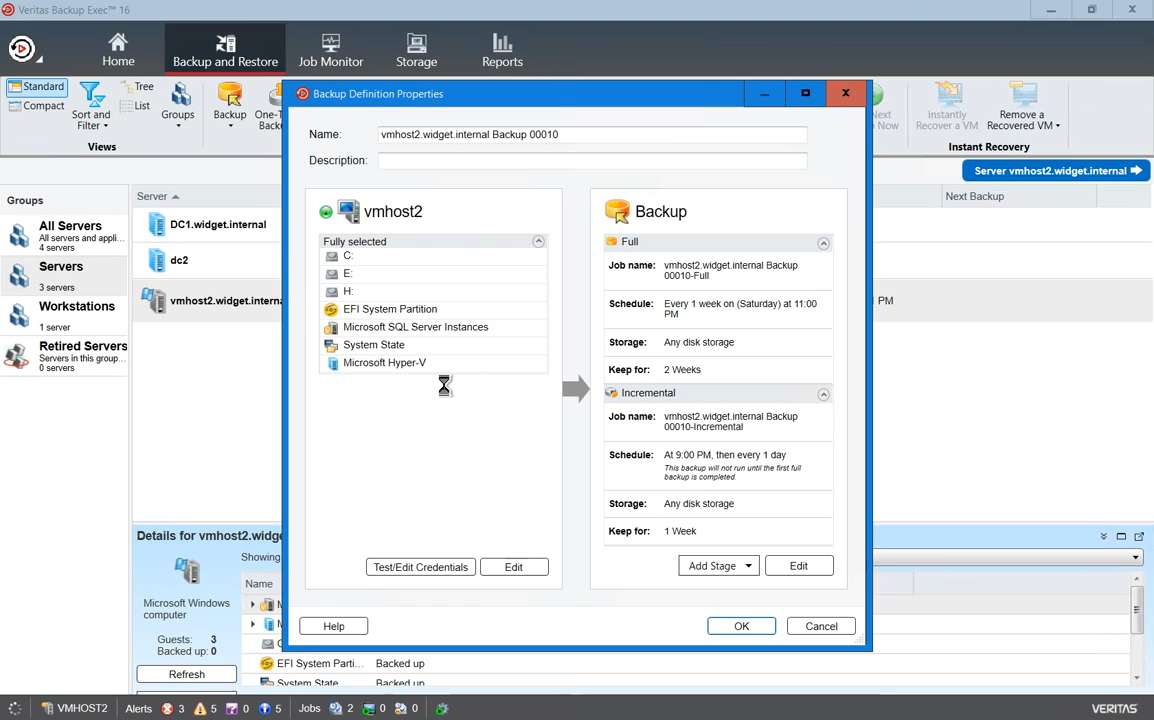 Veritas Backup Exec™ 16
Home
Backup and Restore
Job Monitor
Storage
Reports
Standard
Compact
Sort and
Filter
Tree
List
Groups
Views
Backup
One-T
Back
Next
Now
Instantly
Recover a VM
Remove a
Recovered VM
Instant Recovery
Server vmhost2.widget.internal
Groups
All Servers
All servers and appli...
4 servers
Servers
3 servers
Workstations
1 server
Retired Servers
Servers in this group...
0 servers
Server
Next Backup
DC1.widget.internal
dc2
vmhost2.widget.interna
PM
Backup Definition Properties
Name:
vmhost2.widget.internal Backup 00010
Description:
vmhost2
Fully selected
C:
E:
H:
EFI System Partition
Microsoft SQL Server Instances
System State
Microsoft Hyper-V
Test/Edit Credentials
Edit
Backup
Full
Job name: vmhost2.widget.internal Backup
00010-Full
Schedule: Every 1 week on (Saturday) at 11:00
PM
Storage: Any disk storage
Keep for: 2 Weeks
Incremental
Job name: vmhost2.widget.internal Backup
00010-Incremental
Schedule: At 9:00 PM, then every 1 day
This backup will not run until the first full
backup is completed.
Storage: Any disk storage
Keep for: 1 Week
Add Stage
Edit
Help
OK
Cancel
Details for vmhost2.widge
Microsoft Windows
computer
Guests: 3
Backed up: 0
Refresh
Showing
Name
EFI System Parti... Backed up
System State Backed up
VMHOST2
Alerts 3 5 0 5
Jobs 2 0 0
VERITAS